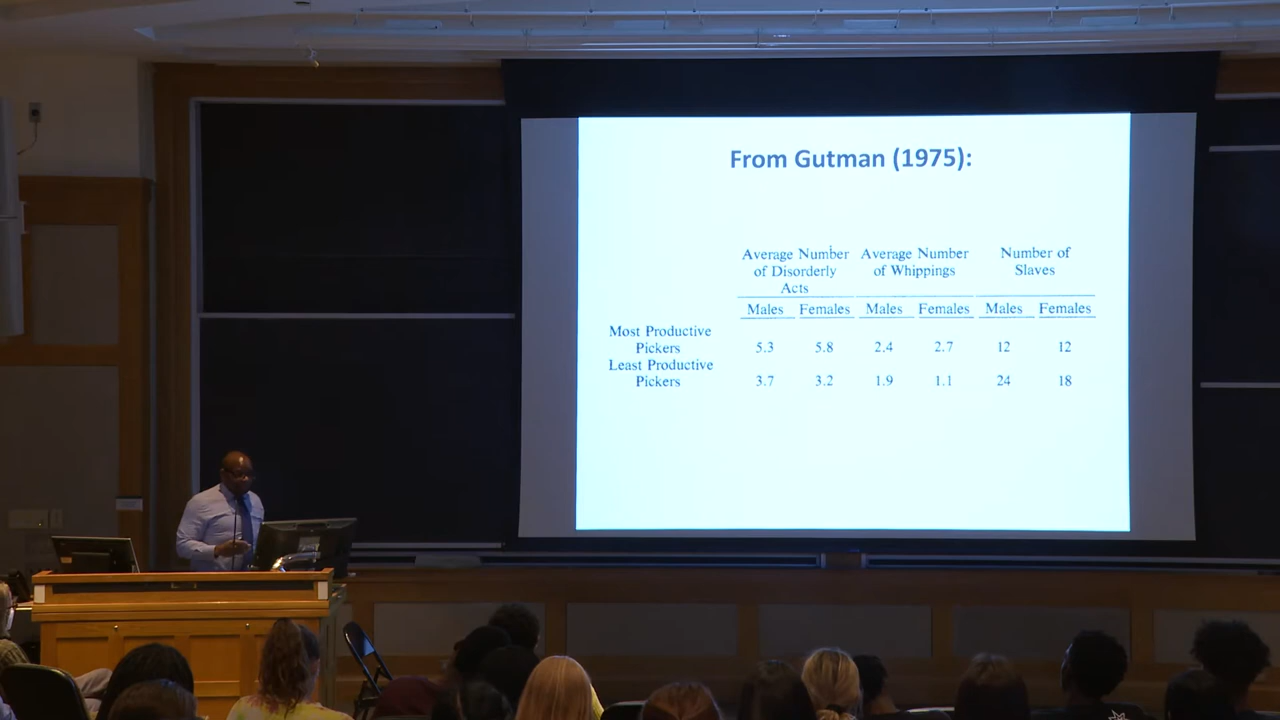 From Gutman (1975):
Average Number Average Number Number of
of Disorderly of Whippings Slaves
Acts
Males Females Males Females Males Females
Most Productive
Pickers 5.3 5.8 2.4 2.7 12 12
Least Productive
Pickers 3.7 3.2 1.9 1.1 24 18